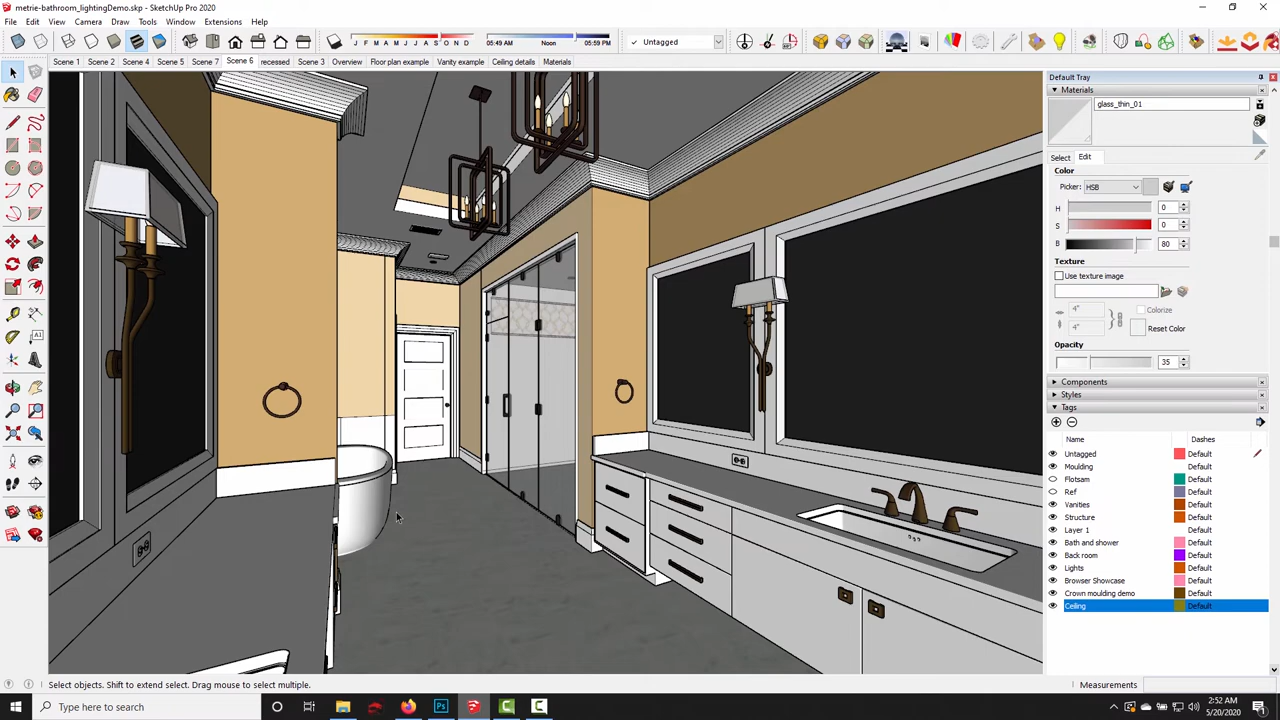 metrie-bathroom_lightingDemo.skp - SketchUp Pro 2020
File Edit View Camera Draw Tools Window Extensions Help
J F M A M J J A S O N D
05:49 AM Noon 05:59 PM
✓ Untagged
Scene 1 Scene 2 Scene 4 Scene 5 Scene 7 Scene 6 recessed Scene 3 Overview Floor plan example Vanity example Ceiling details Materials
Default Tray
Materials
glass_thin_01
Select Edit
Color
Picker: HSB
H 0
S 0
B 80
Texture
Use texture image
4" Colorize
4" Reset Color
Opacity
35
Components
Styles
Tags
Name Dashes
Untagged Default
Moulding Default
Flotsam Default
Ref Default
Vanities Default
Structure Default
Layer 1 Default
Bath and shower Default
Back room Default
Lights Default
Browser Showcase Default
Crown moulding demo Default
Ceiling Default
Select objects. Shift to extend select. Drag mouse to select multiple.
Measurements
Type here to search
2:52 AM
5/20/2020